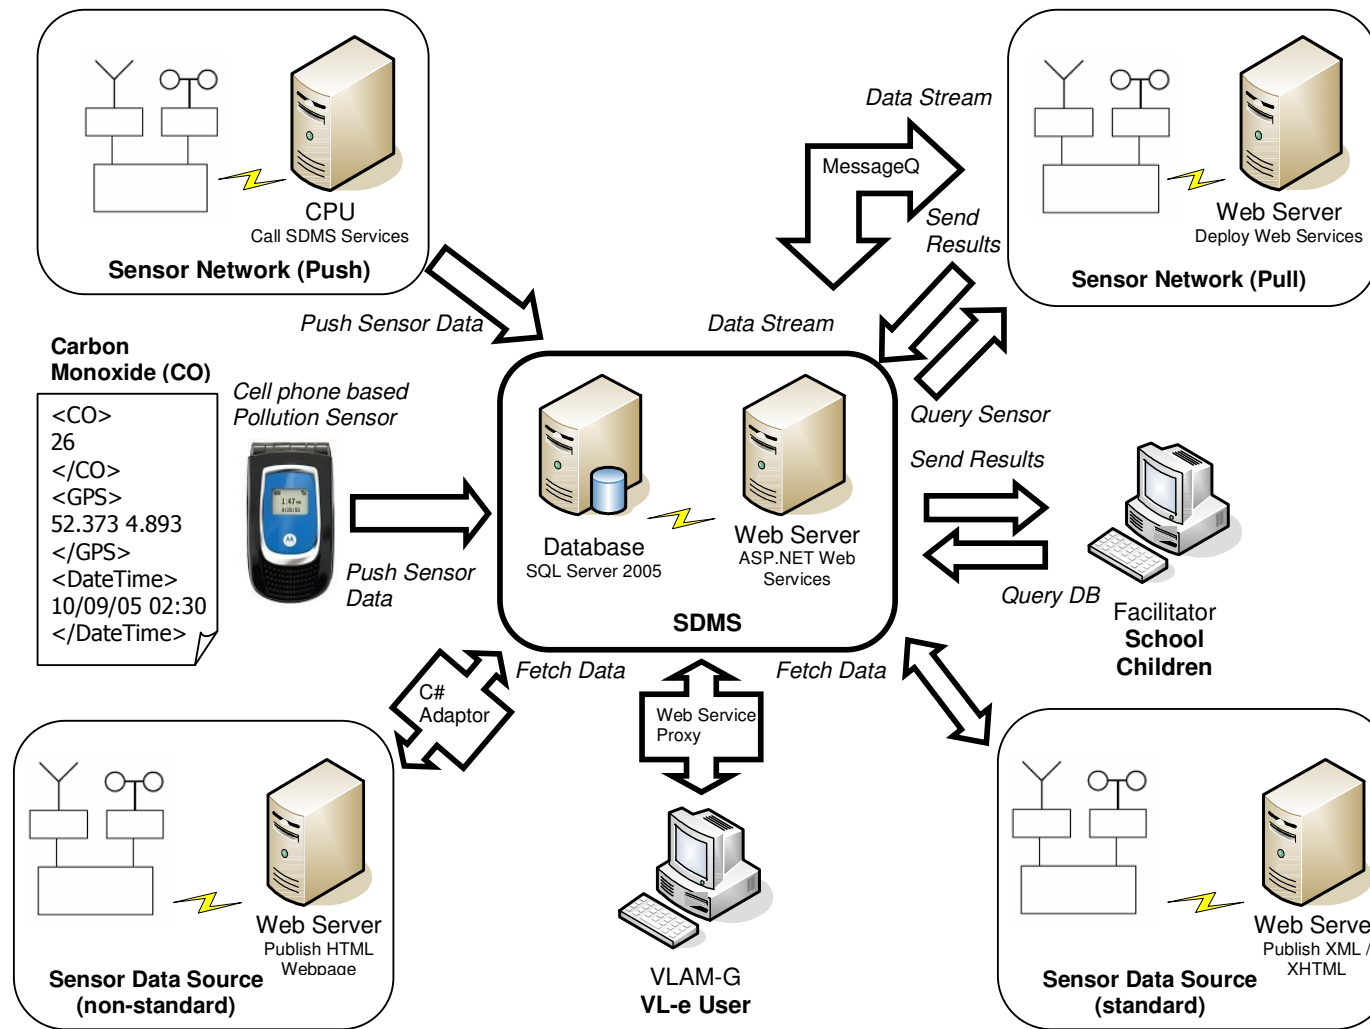 CPU
Call SDMS Services
Sensor Network (Push)
Data Stream
MessageQ
Send
Results
Web Server
Deploy Web Services
Sensor Network (Pull)
Push Sensor Data
Data Stream
Carbon
Monoxide (CO)
<CO>
26
</CO>
<GPS>
52.373 4.893
</GPS>
<DateTime>
10/09/05 02:30
</DateTime>
Cell phone based
Pollution Sensor
1:47
Push Sensor
Data
Database
SQL Server 2005
Web Server
ASP.NET Web
Services
SDMS
Query Sensor
Send Results
Query DB
Facilitator
School
Children
C#
Adaptor
Fetch Data
Web Service
Proxy
Fetch Data
Web Server
Publish HTML
Webpage
Sensor Data Source
(non-standard)
VLAM-G
VL-e User
Web Server
Publish XML /
XHTML
Sensor Data Source
(standard)